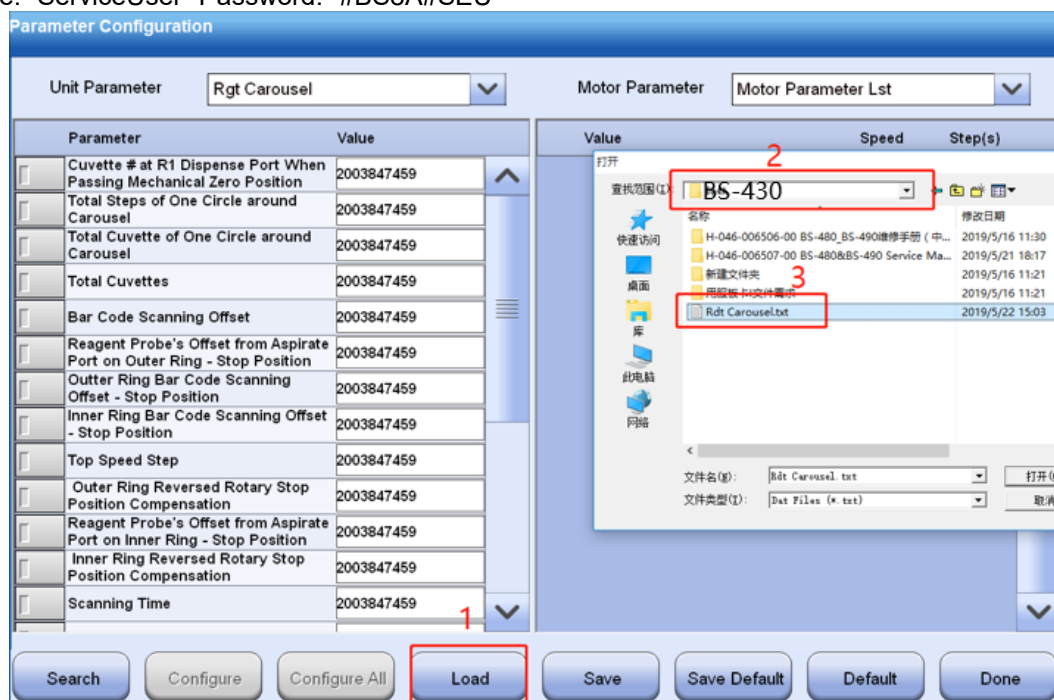 ServiceUser Password:
Parameter Configuration
Unit Parameter
Rgt Carousel
Motor Parameter
Motor Parameter Lst
Parameter
Value
Value
Speed
Step(s)
Cuvette # at R1 Dispense Port When
Passing Mechanical Zero Position
2003847459
Total Steps of One Circle around
Carousel
2003847459
Total Cuvette of One Circle around
Carousel
2003847459
Total Cuvettes
2003847459
Bar Code Scanning Offset
2003847459
Reagent Probe's Offset from Aspirate
Port on Outer Ring - Stop Position
2003847459
Outter Ring Bar Code Scanning
Offset - Stop Position
2003847459
Inner Ring Bar Code Scanning Offset
- Stop Position
2003847459
Top Speed Step
2003847459
Outer Ring Reversed Rotary Stop
Position Compensation
2003847459
Reagent Probe's Offset from Aspirate
Port on Inner Ring - Stop Position
2003847459
Inner Ring Reversed Rotary Stop
Position Compensation
2003847459
Scanning Time
2003847459
1
打开
2
查找范围(I):
BS-430
名称
修改日期
H-046-006506-00 BS-480_BS-490维修手册 ( 中...
2019/5/16 11:30
H-046-006507-00 BS-480&BS-490 Service Ma...
2019/5/21 18:17
新建文件夹
2019/5/16 11:21
3
用服板卡I文件需求
2019/5/16 11:21
Rdt Carousel.txt
2019/5/22 15:03
快速访问
桌面
库
此电脑
网络
文件名(N):
Rdt Carousel.txt
打开(
文件类型(T):
Dat Files (*.txt)
取消
Search
Configure
Configure All
Load
Save
Save Default
Default
Done